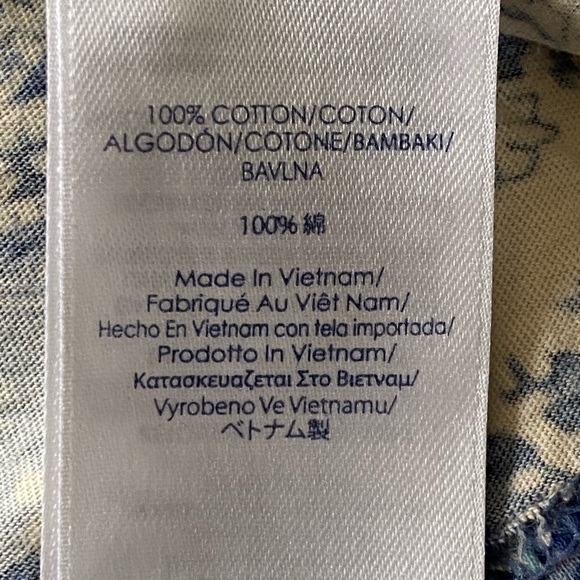 100% COTTON/COTON/
ALGODÓN/COTONE/BAMBAKI/
BAVLNA
100% 綿
Made In Vietnam/
Fabriqué Au Viêt Nam/
Hecho En Vietnam con tela importada/
Prodotto In Vietnam/
Κατασκευαζεται Στο Βιετναμ/
Vyrobeno Ve Vietnamu/
ベトナム製